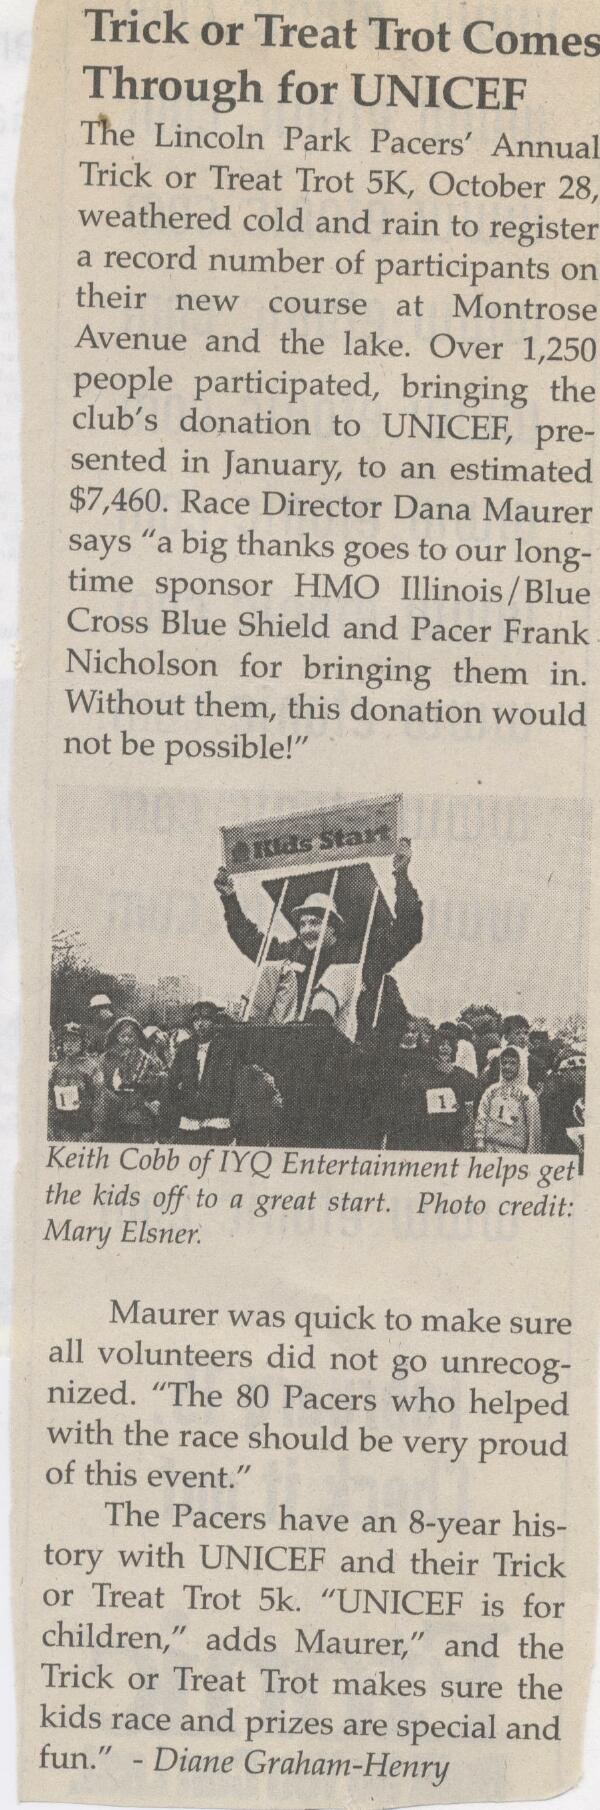 Trick or Treat Trot Comes
Through for UNICEF
The Lincoln Park Pacers' Annual
Trick or Treat Trot 5K, October 28,
weathered cold and rain to register
a record number of participants on
their new course at Montrose
Avenue and the lake. Over 1,250
people participated, bringing the
club's donation to UNICEF, pre-
sented in January, to an estimated
$7,460. Race Director Dana Maurer
says "a big thanks goes to our long-
time sponsor HMO Illinois/Blue
Cross Blue Shield and Pacer Frank
Nicholson for bringing them in.
Without them, this donation would
not be possible!"
Kids Start
1
1
1
Keith Cobb of IYQ Entertainment helps get
the kids off to a great start. Photo credit:
Mary Elsner.
Maurer was quick to make sure
all volunteers did not go unrecog-
nized. "The 80 Pacers who helped
with the race should be very proud
of this event."
The Pacers have an 8-year his-
tory with UNICEF and their Trick
or Treat Trot 5k. "UNICEF is for
children," adds Maurer," and the
Trick or Treat Trot makes sure the
kids race and prizes are special and
fun." - Diane Graham-Henry